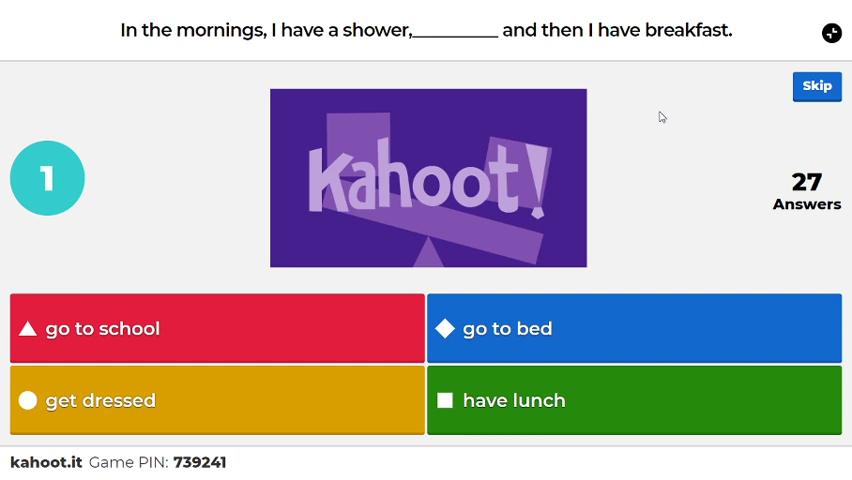 In the mornings, I have a shower,_________ and then I have breakfast.
Skip
Kahoot!
1
27
Answers
go to school
go to bed
get dressed
have lunch
kahoot.it Game PIN: 739241